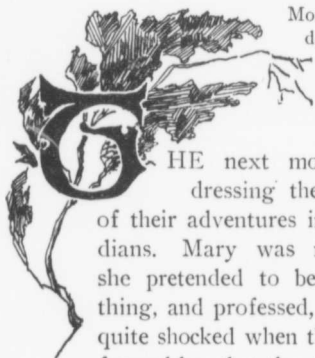 Mo
d
THE next mo
dressing the
of their adventures i
dians. Mary was
she pretended to be
thing, and professed,
quite shocked when t